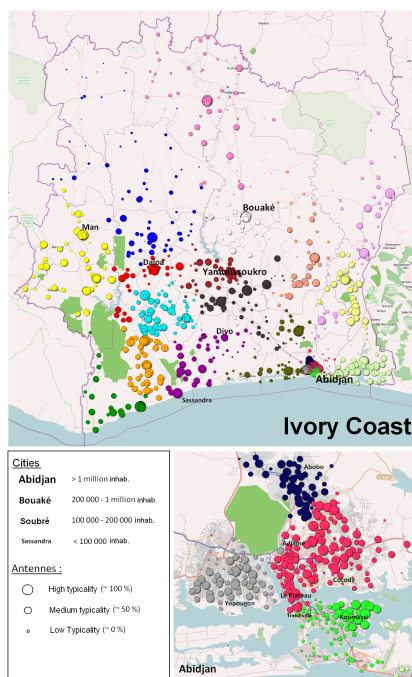 Bouaké
Man
Daloa
Yamoussoukro
Divo
Abidjan
Sassandra
Ivory Coast
Cities
Abidjan > 1 million inhab.
Bouaké 200 000 - 1 million inhab.
Soubré 100 000 - 200 000 inhab.
Sassandra < 100 000 inhab.
Antennes :
High typicality (~ 100 %)
Medium typicality (~ 50 %)
Low Typicality (~ 0 %)
Abobo
Adjamé
Cocody
Le Plateau
Yopougon
Treichville
Koumassi
Abidjan